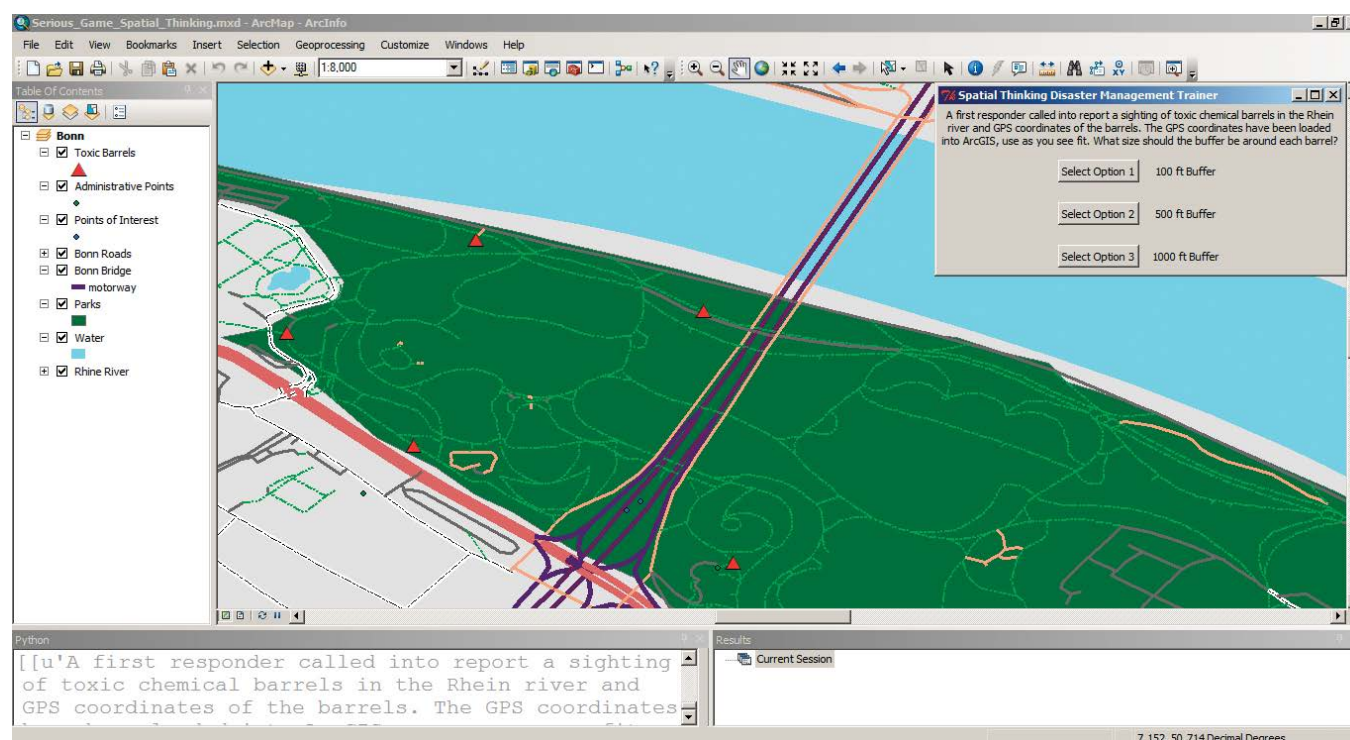 Serious_Game_Spatial_Thinking.mxd - ArcMap - ArcInfo
File Edit View Bookmarks Insert Selection Geoprocessing Customize Windows Help
1:8,000
Table Of Contents
Bonn
Toxic Barrels
Administrative Points
Points of Interest
Bonn Roads
Bonn Bridge
motorway
Parks
Water
Rhine River
Spatial Thinking Disaster Management Trainer
A first responder called into report a sighting of toxic chemical barrels in the Rhein
river and GPS coordinates of the barrels. The GPS coordinates have been loaded
into ArcGIS, use as you see fit. What size should the buffer be around each barrel?
Select Option 1 100 ft Buffer
Select Option 2 500 ft Buffer
Select Option 3 1000 ft Buffer
Python
[[u'A first responder called into report a sighting
of toxic chemical barrels in the Rhein river and
GPS coordinates of the barrels. The GPS coordinates
Results
Current Session
7,152 50,714 Decimal Degrees